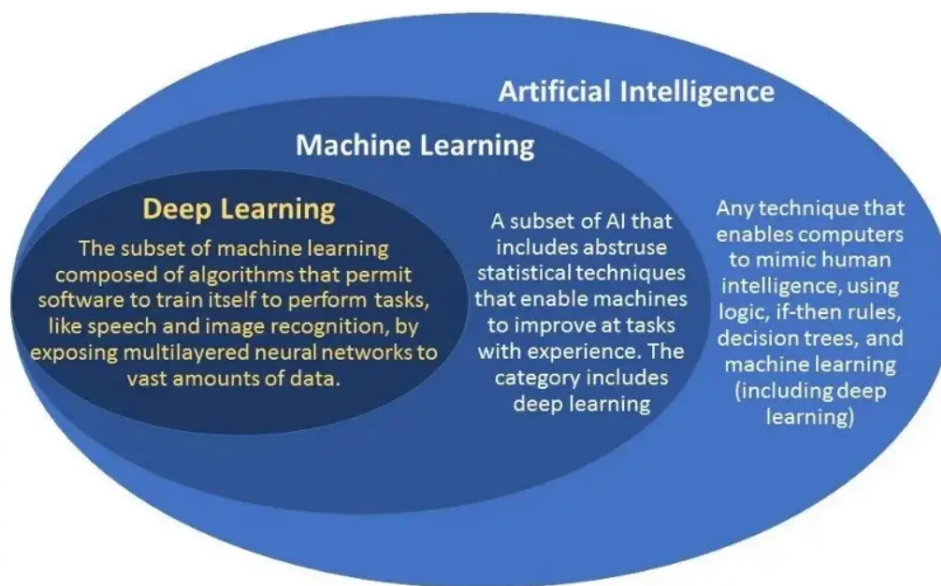 Artificial Intelligence
Machine Learning
Deep Learning
The subset of machine learning
composed of algorithms that permit
software to train itself to perform tasks,
like speech and image recognition, by
exposing multilayered neural networks to
vast amounts of data.
A subset of AI that
includes abstruse
statistical techniques
that enable machines
to improve at tasks
with experience. The
category includes
deep learning
Any technique that
enables computers
to mimic human
intelligence, using
logic, if-then rules,
decision trees, and
machine learning
(including deep
learning)